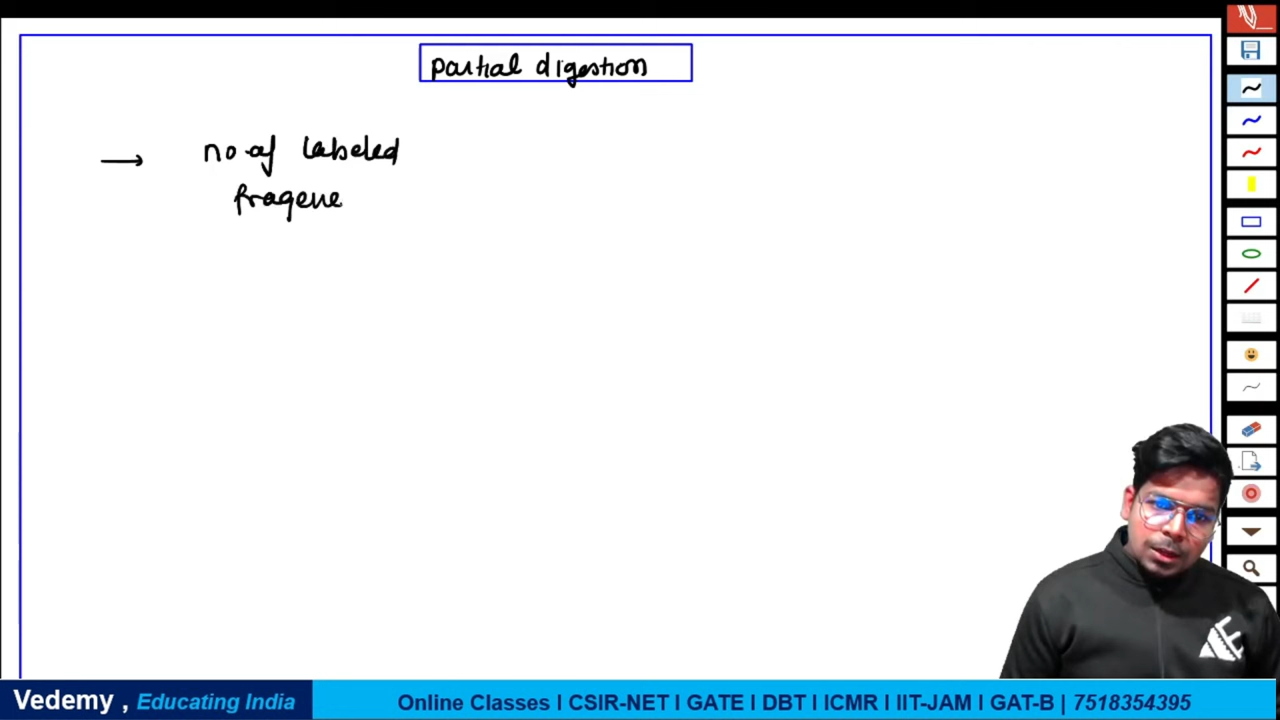 partial digestion
→ no of labeled
fragene
Vedemy , Educating India
Online Classes I CSIR-NET I GATE I DBT I ICMR I IIT-JAM I GAT-B | 7518354395